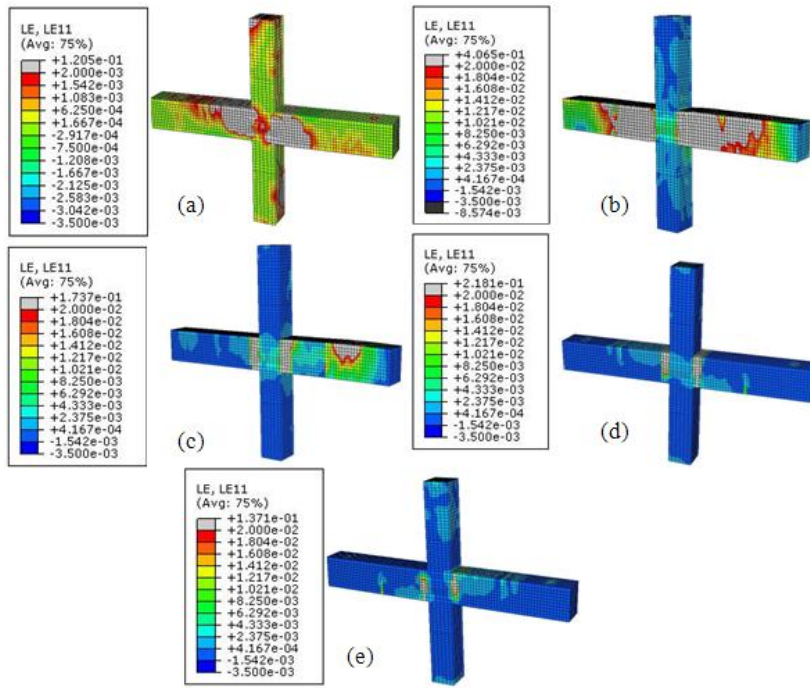 LE, LE11
(Avg: 75%)
+1.205e-01
+2.000e-03
+1.542e-03
+1.083e-03
+6.250e-04
+1.667e-04
-2.917e-04
-7.500e-04
-1.208e-03
-1.667e-03
-2.125e-03
-2.583e-03
-3.042e-03
-3.500e-03
(a)
LE, LE11
(Avg: 75%)
+4.065e-01
+2.000e-02
+1.804e-02
+1.608e-02
+1.412e-02
+1.217e-02
+1.021e-02
+8.250e-03
+6.292e-03
+4.333e-03
+2.375e-03
+4.167e-04
-1.542e-03
-3.500e-03
-8.574e-03
(b)
LE, LE11
(Avg: 75%)
+1.737e-01
+2.000e-02
+1.804e-02
+1.608e-02
+1.412e-02
+1.217e-02
+1.021e-02
+8.250e-03
+6.292e-03
+4.333e-03
+2.375e-03
+4.167e-04
-1.542e-03
-3.500e-03
(c)
LE, LE11
(Avg: 75%)
+2.181e-01
+2.000e-02
+1.804e-02
+1.608e-02
+1.412e-02
+1.217e-02
+1.021e-02
+8.250e-03
+6.292e-03
+4.333e-03
+2.375e-03
+4.167e-04
-1.542e-03
-3.500e-03
(d)
LE, LE11
(Avg: 75%)
+1.371e-01
+2.000e-02
+1.804e-02
+1.608e-02
+1.412e-02
+1.217e-02
+1.021e-02
+8.250e-03
+6.292e-03
+4.333e-03
+2.375e-03
+4.167e-04
-1.542e-03
-3.500e-03
(e)